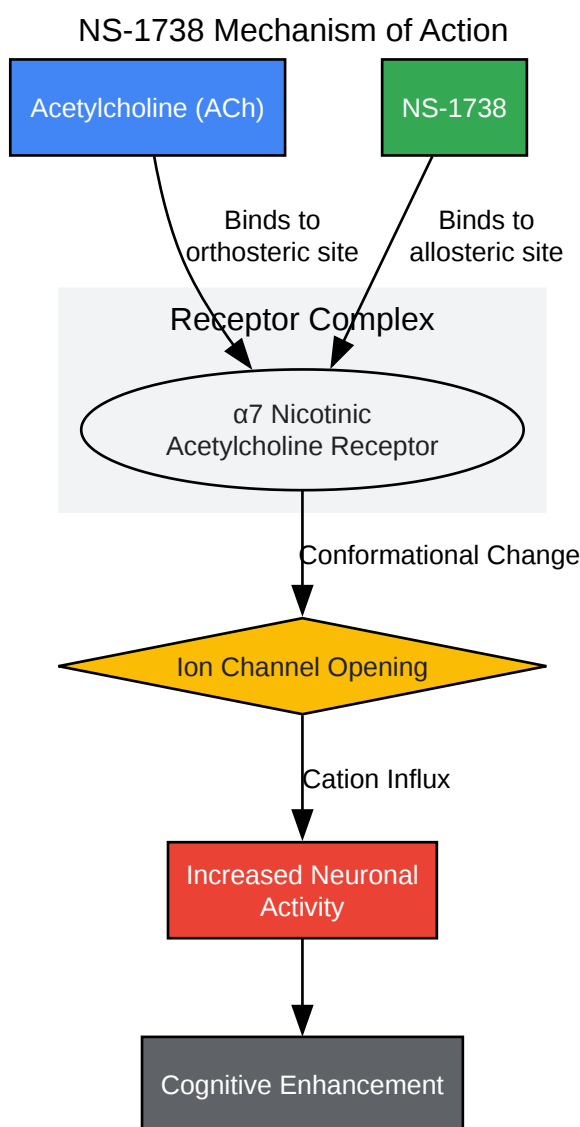 NS-1738 Mechanism of Action
Acetylcholine (ACh)
NS-1738
Binds to
orthosteric site
Binds to
allosteric site
Receptor Complex
α7 Nicotinic
Acetylcholine Receptor
Conformational Change
Ion Channel Opening
Cation Influx
Increased Neuronal
Activity
Cognitive Enhancement